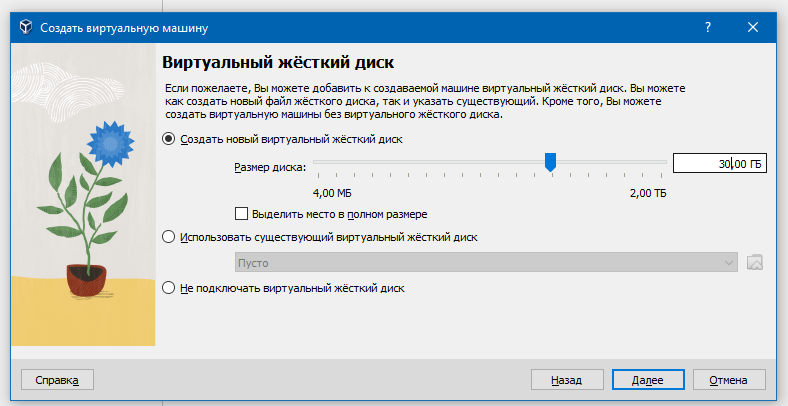 Создать виртуальную машину
?
Виртуальный жёсткий диск
Если пожелаете, Вы можете добавить к создаваемой машине виртуальный жёсткий диск. Вы можете
как создать новый файл жёсткого диска, так и указать существующий. Кроме того, Вы можете
создать виртуальную машины без виртуального жёсткого диска.
Создать новый виртуальный жёсткий диск
Размер диска:
30,00 ГБ
4,00 МБ
2,00 ТБ
Выделить место в полном размере
Использовать существующий виртуальный жёсткий диск
Пусто
Не подключать виртуальный жёсткий диск
Справка
Назад
Далее
Отмена